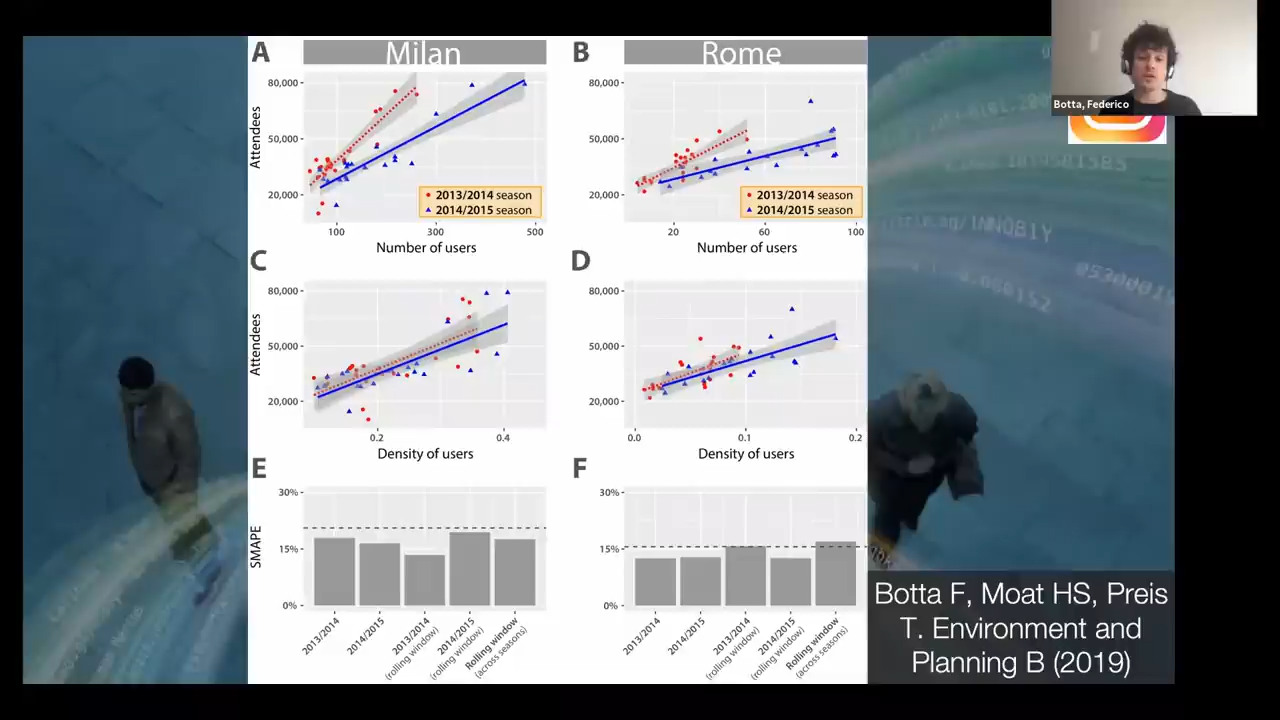 A
Milan
B
Rome
Botta, Federico
80,000
50,000
20,000
Attendees
2013/2014 season
2014/2015 season
100
300
500
Number of users
80,000
50,000
20,000
2013/2014 season
2014/2015 season
20
60
100
Number of users
C
80,000
50,000
20,000
Attendees
0.2
0.4
Density of users
D
80,000
50,000
20,000
0.0
0.1
0.2
Density of users
E
30%
15%
0%
SMAPE
2013/2014
2014/2015
2013/2014
(rolling window)
2014/2015
(rolling window)
Rolling window
(across seasons)
F
30%
15%
0%
2013/2014
2014/2015
2013/2014
(rolling window)
2014/2015
(rolling window)
Rolling window
(across seasons)
Botta F, Moat HS, Preis
T. Environment and
Planning B (2019)